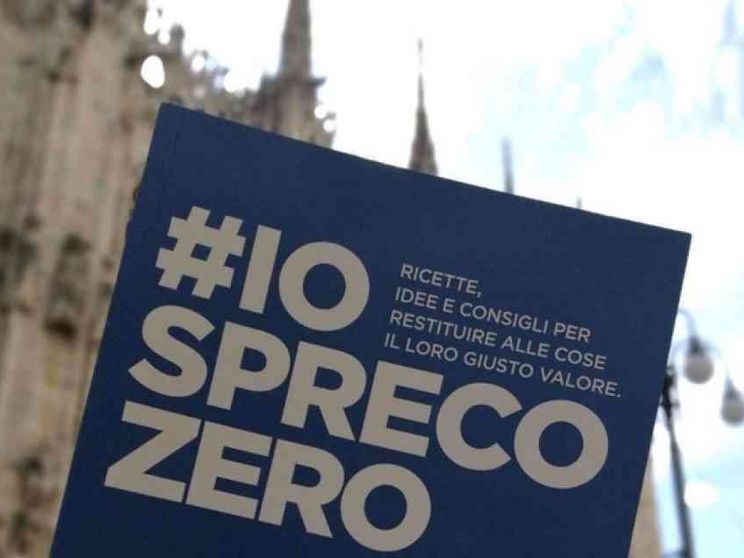 #IO
SPRECO
ZERO
RICETTE,
IDEE E CONSIGLI PER
RESTITUIRE ALLE COSE
IL LORO GIUSTO VALORE.